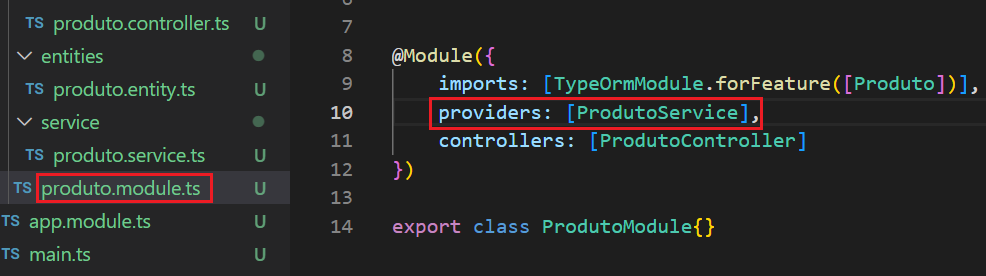 TS produto.controller.ts U
entities
TS produto.entity.ts U
service
TS produto.service.ts U
TS produto.module.ts U
TS app.module.ts U
TS main.ts U
6
7
8 @Module({
9 imports: [TypeOrmModule.forFeature([Produto])],
10 providers: [ProdutoService],
11 controllers: [ProdutoController]
12 })
13
14 export class ProdutoModule{}